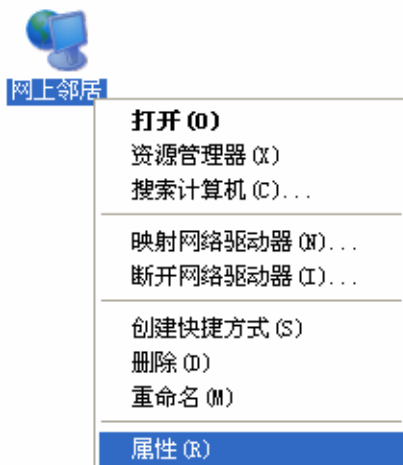 网上邻居
打开(O)
资源管理器(X)
搜索计算机(C)...
映射网络驱动器(N)...
断开网络驱动器(I)...
创建快捷方式(S)
删除(D)
重命名(M)
属性(R)